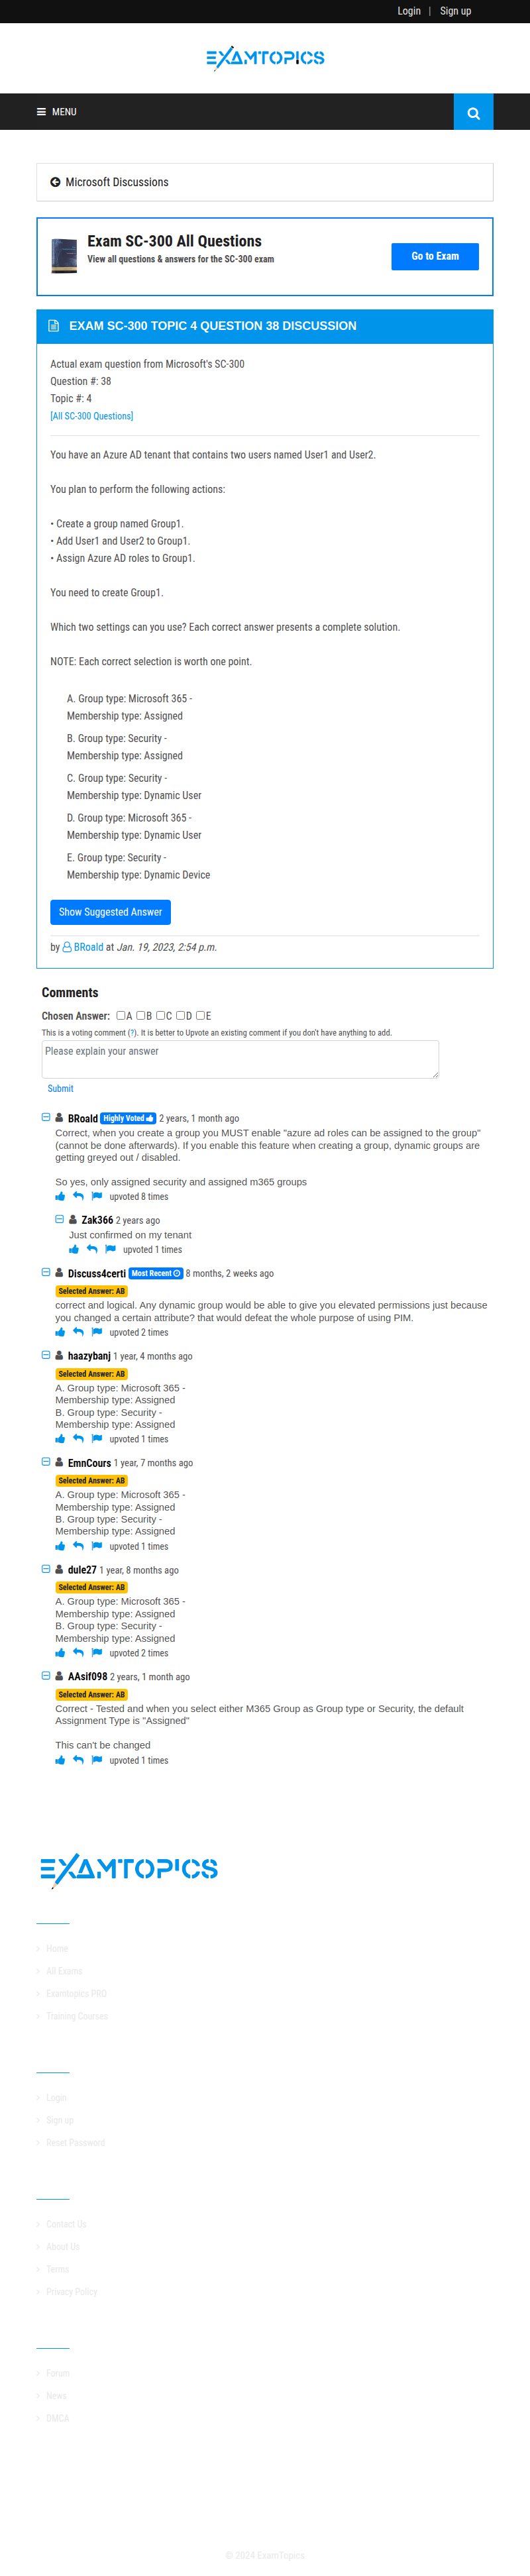 Login | Sign up
EXAMTOPICS
MENU
Microsoft Discussions
Exam SC-300 All Questions
View all questions & answers for the SC-300 exam
Go to Exam
EXAM SC-300 TOPIC 4 QUESTION 38 DISCUSSION
Actual exam question from Microsoft's SC-300
Question #: 38
Topic #: 4
[All SC-300 Questions]
You have an Azure AD tenant that contains two users named User1 and User2.
You plan to perform the following actions:
• Create a group named Group1.
• Add User1 and User2 to Group1.
• Assign Azure AD roles to Group1.
You need to create Group1.
Which two settings can you use? Each correct answer presents a complete solution.
NOTE: Each correct selection is worth one point.
A. Group type: Microsoft 365 -
Membership type: Assigned
B. Group type: Security -
Membership type: Assigned
C. Group type: Security -
Membership type: Dynamic User
D. Group type: Microsoft 365 -
Membership type: Dynamic User
E. Group type: Security -
Membership type: Dynamic Device
Show Suggested Answer
by BRoald at Jan. 19, 2023, 2:54 p.m.
Comments
Chosen Answer: A B C D E
This is a voting comment (?). It is better to Upvote an existing comment if you don't have anything to add.
Please explain your answer
Submit
BRoald Highly Voted 2 years, 1 month ago
Correct, when you create a group you MUST enable "azure ad roles can be assigned to the group"
(cannot be done afterwards). If you enable this feature when creating a group, dynamic groups are
getting greyed out / disabled.
So yes, only assigned security and assigned m365 groups
upvoted 8 times
Zak366 2 years ago
Just confirmed on my tenant
upvoted 1 times
Discuss4certi Most Recent 8 months, 2 weeks ago
Selected Answer: AB
correct and logical. Any dynamic group would be able to give you elevated permissions just because
you changed a certain attribute? that would defeat the whole purpose of using PIM.
upvoted 2 times
haazybanj 1 year, 4 months ago
Selected Answer: AB
A. Group type: Microsoft 365 -
Membership type: Assigned
B. Group type: Security -
Membership type: Assigned
upvoted 1 times
EmnCours 1 year, 7 months ago
Selected Answer: AB
A. Group type: Microsoft 365 -
Membership type: Assigned
B. Group type: Security -
Membership type: Assigned
upvoted 1 times
dule27 1 year, 8 months ago
Selected Answer: AB
A. Group type: Microsoft 365 -
Membership type: Assigned
B. Group type: Security -
Membership type: Assigned
upvoted 2 times
AAsif098 2 years, 1 month ago
Selected Answer: AB
Correct - Tested and when you select either M365 Group as Group type or Security, the default
Assignment Type is "Assigned"
This can't be changed
upvoted 1 times
EXAMTOPICS
Home
All Exams
Examtopics PRO
Training Courses
Login
Sign up
Reset Password
Contact Us
About Us
Terms
Privacy Policy
Forum
News
DMCA
© 2024 ExamTopics